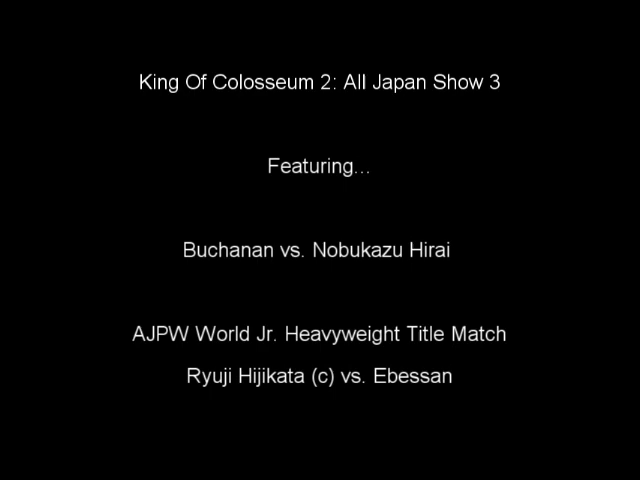 King Of Colosseum 2: All Japan Show 3
Featuring...
Buchanan vs. Nobukazu Hirai
AJPW World Jr. Heavyweight Title Match
Ryuji Hijikata (c) vs. Ebessan